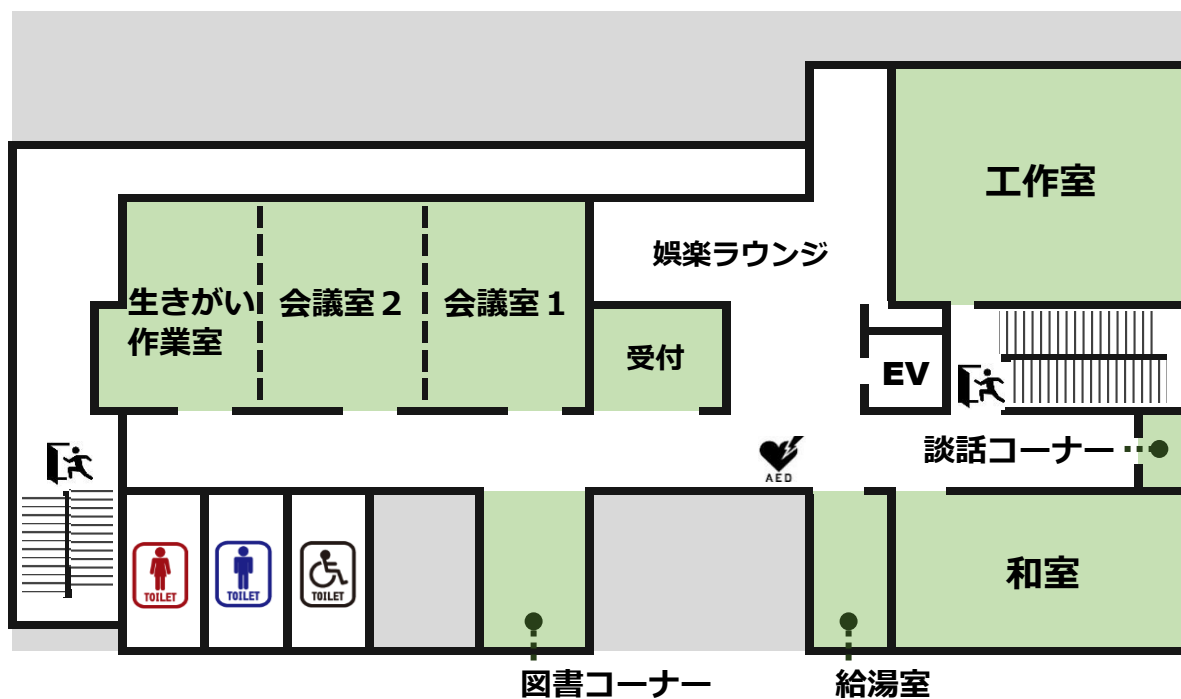 工作室
娯楽ラウンジ
生きがい
作業室
会議室２
会議室１
受付
EV
談話コーナー
AED
和室
TOILET
TOILET
TOILET
図書コーナー
給湯室